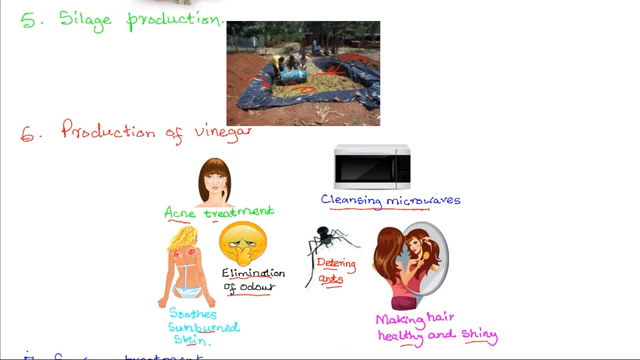 5. Silage production.
6. Production of vinegar
Acne treatment
Cleansing microwaves
Soothes
Sunburned
Skin.
Elimination
of odour
Detering
ants
Making hair
healthy and shiny
treatment